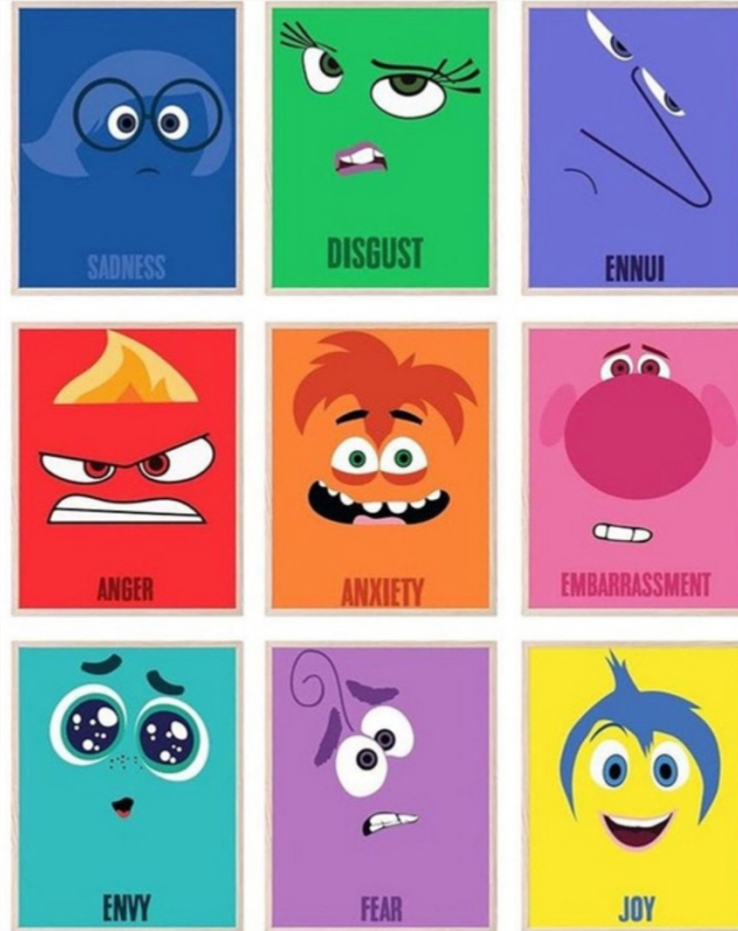 SADNESS
DISGUST
ENNUI
ANGER
ANXIETY
EMBARRASSMENT
ENVY
FEAR
JOY